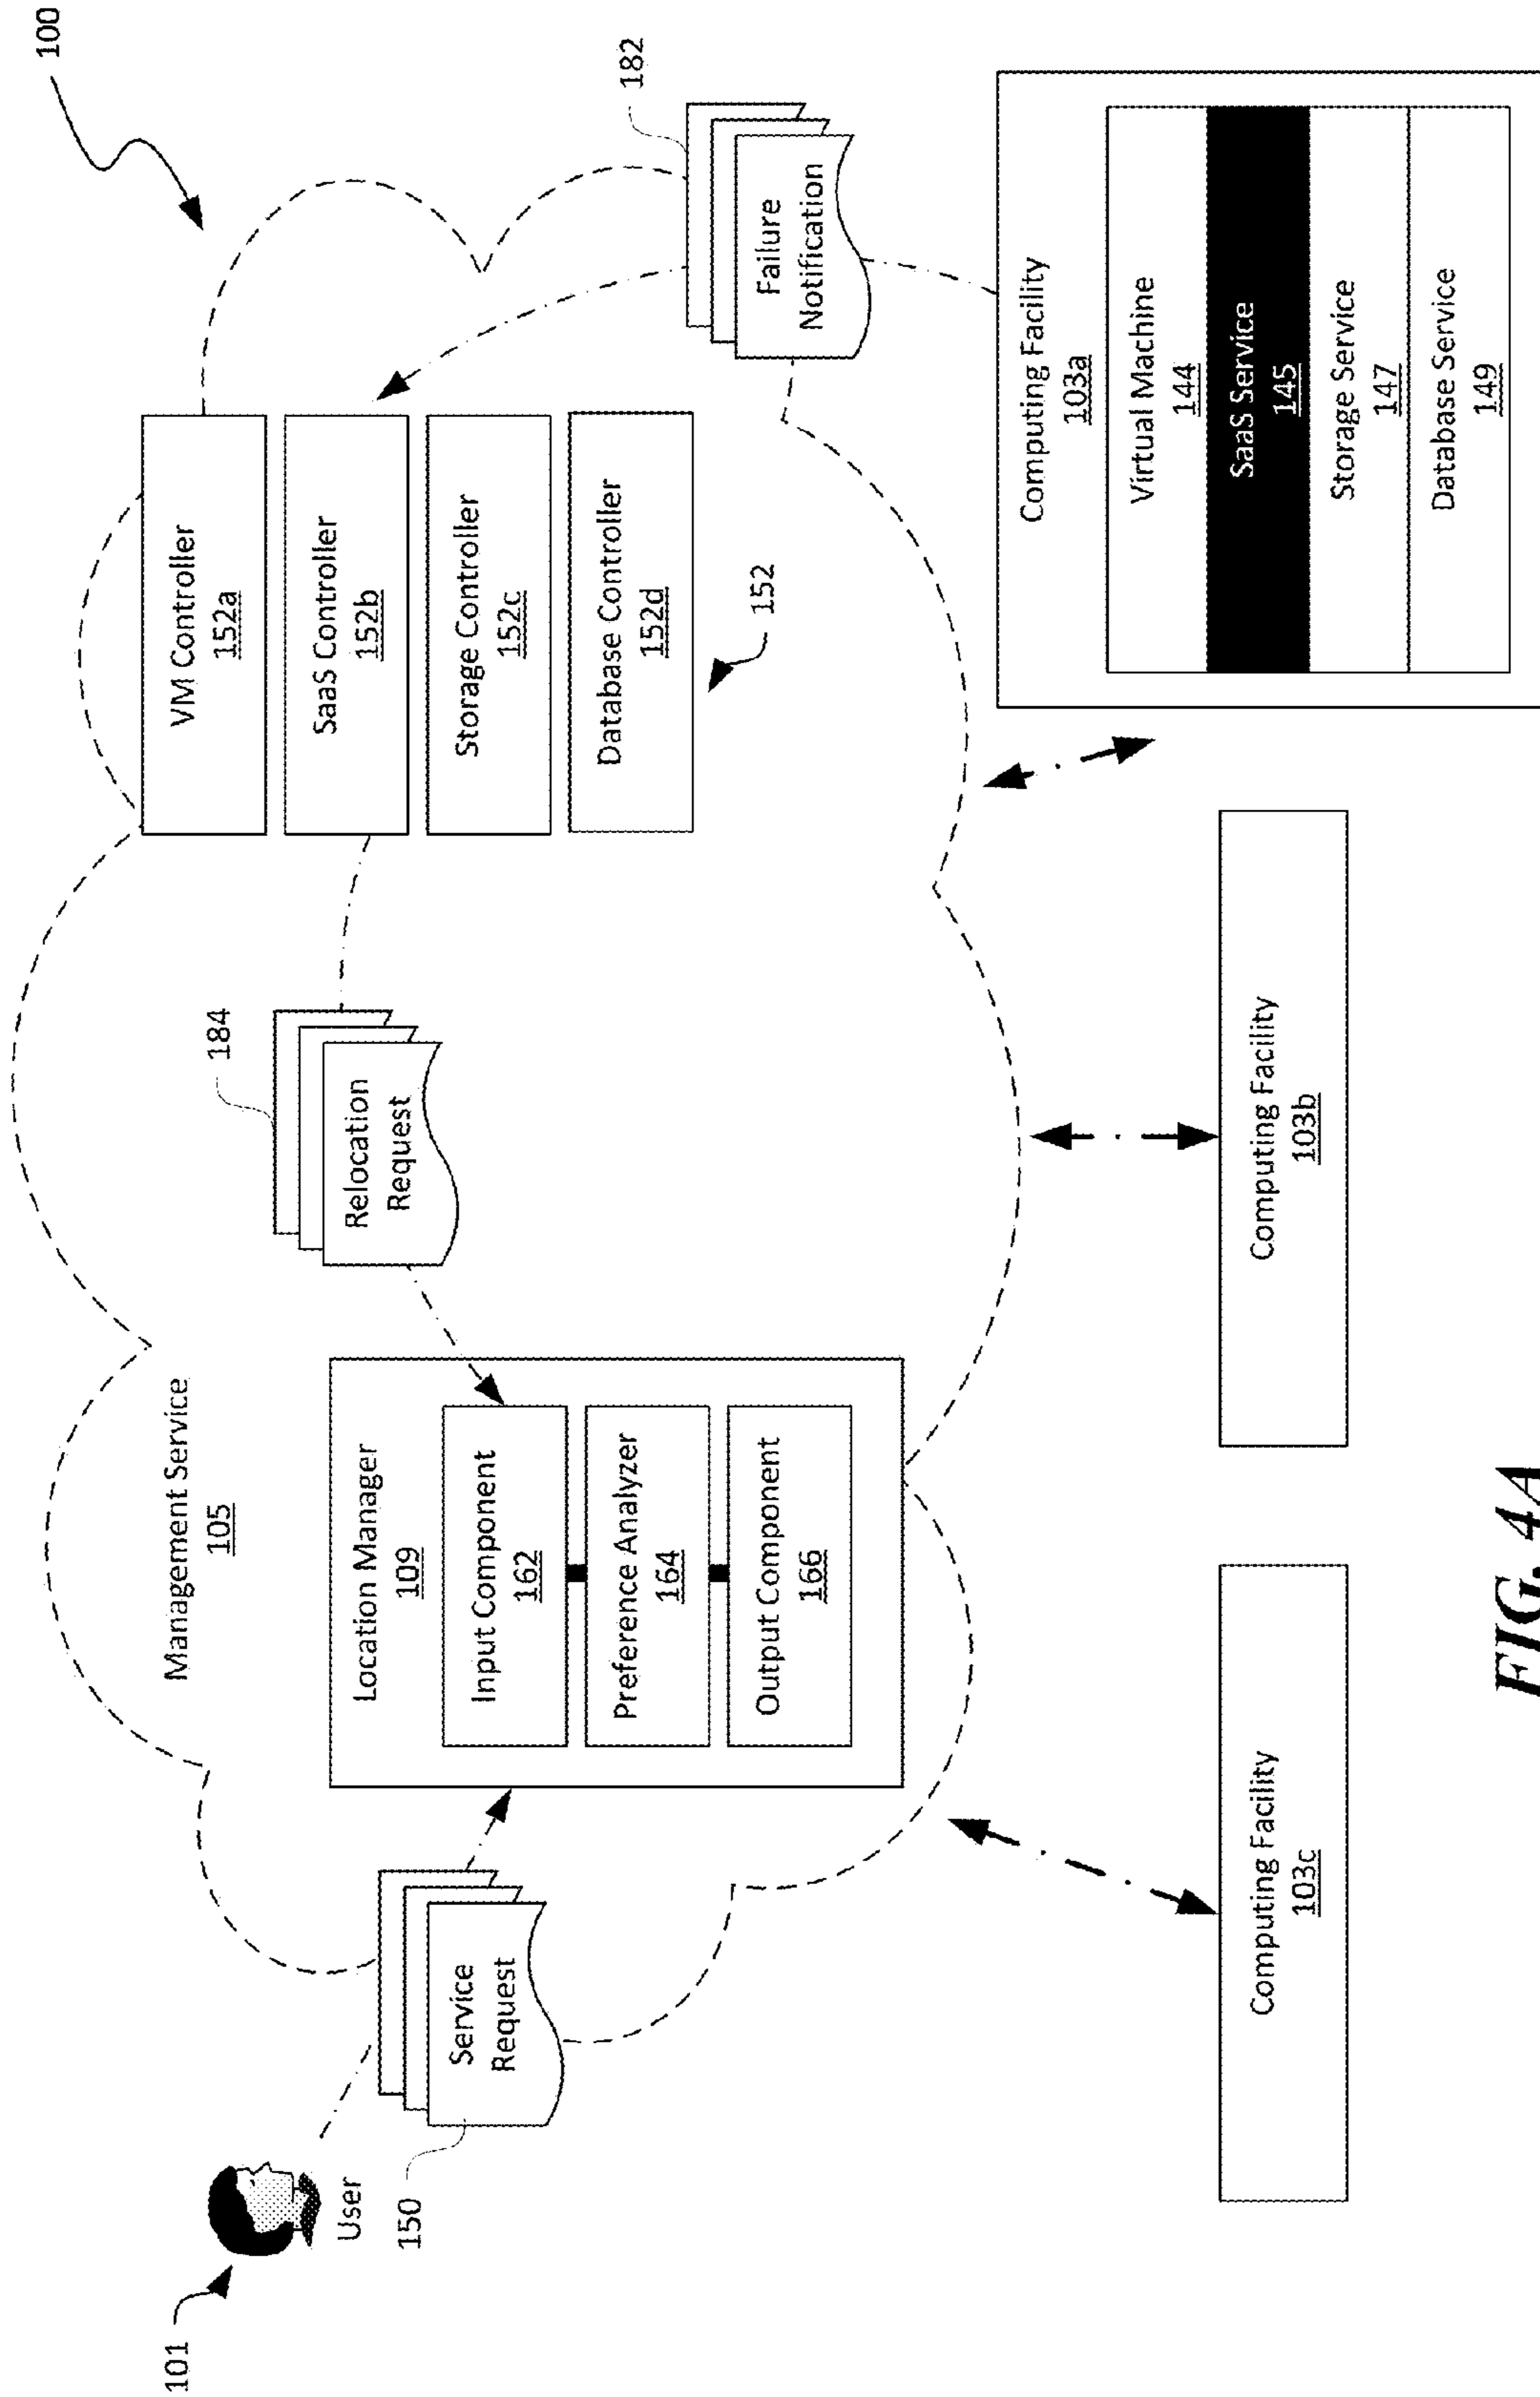 100
101
User
150
Service
Request
Management Service
105
Location Manager
109
Input Component
162
Preference Analyzer
164
Output Component
166
184
Relocation
Request
VM Controller
152a
SaaS Controller
152b
Storage Controller
152c
Database Controller
152d
152
182
Failure
Notification
Computing Facility
103c
Computing Facility
103b
Computing Facility
103a
Virtual Machine
144
SaaS Service
145
Storage Service
147
Database Service
149
FIG. 4A